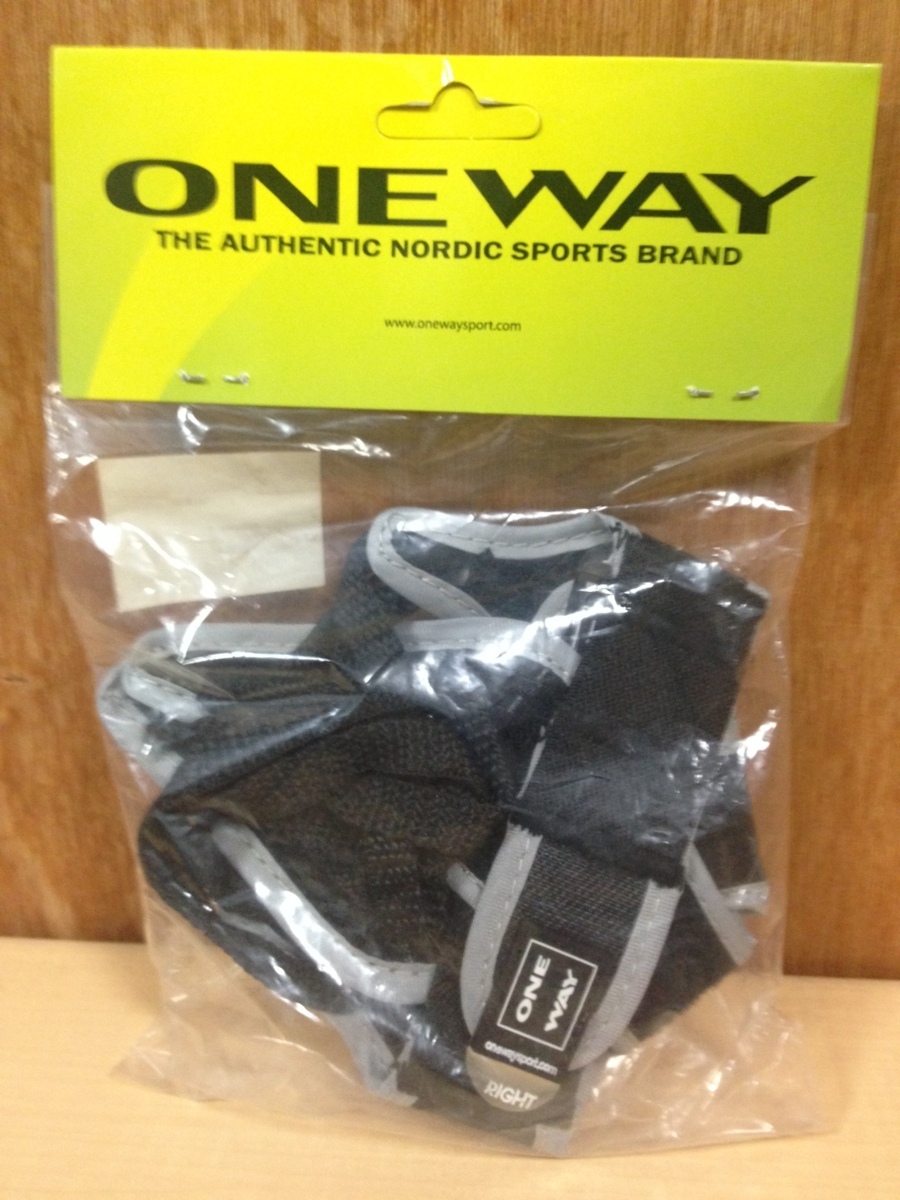 ONE WAY
THE AUTHENTIC NORDIC SPORTS BRAND
www.onewaysport.com
ONE
WAY
onewaysport.com
RIGHT